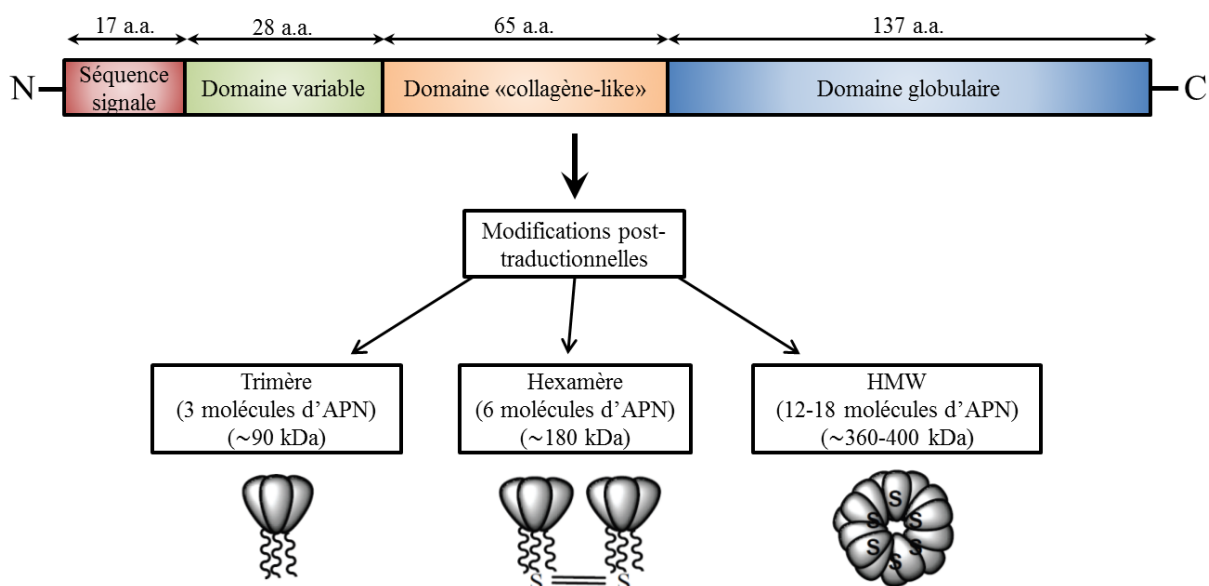 17 a.a.
28 a.a.
65 a.a.
137 a.a.
N
Séquence
signale
Domaine variable
Domaine «collagène-like»
Domaine globulaire
C
Modifications post-
traductionnelles
Trimère
(3 molécules d’APN)
(~90 kDa)
Hexamère
(6 molécules d’APN)
(~180 kDa)
HMW
(12-18 molécules d’APN)
(~360-400 kDa)
S
S
S
S
S
S
S
S